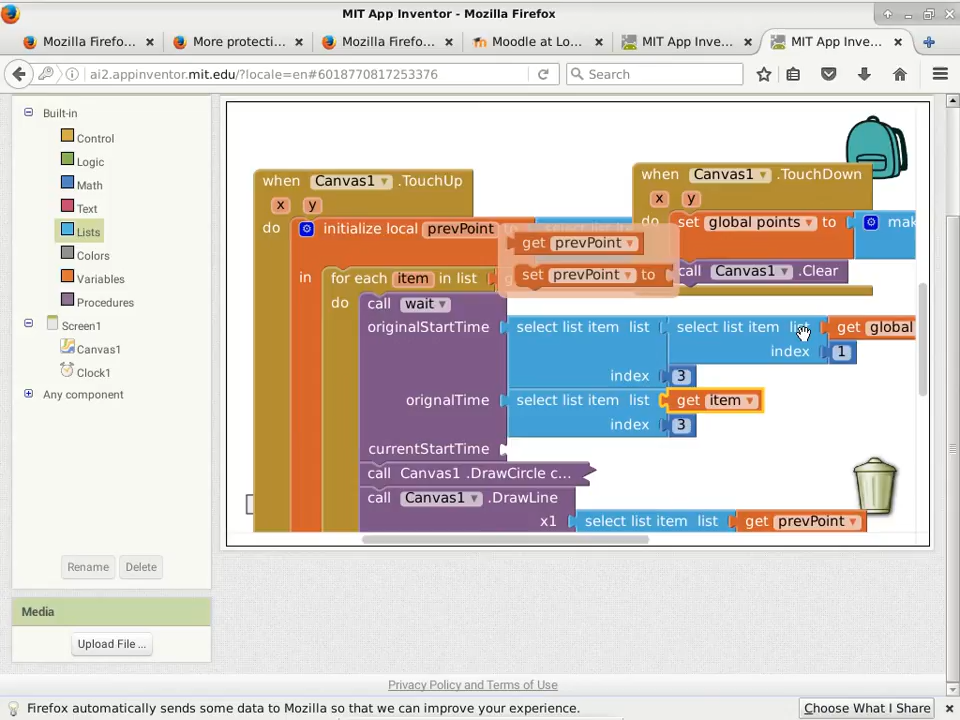 MIT App Inventor - Mozilla Firefox
Mozilla Firefo...
More protecti...
Mozilla Firefo...
Moodle at Lo...
MIT App Inve...
MIT App Inve...
ai2.appinventor.mit.edu/?locale=en#6018770817253376
Search
Built-in
Control
Logic
Math
Text
Lists
Colors
Variables
Procedures
Screen1
Canvas1
Clock1
Any component
Rename
Delete
Media
Upload File ...
when Canvas1 .TouchUp
x y
do initialize local prevPoint
in for each item in list
do call wait
originalStartTime select list item list select list item list get global
index 1
index 3
orignalTime select list item list get item
index 3
currentStartTime
call Canvas1 .DrawCircle c...
call Canvas1 .DrawLine
x1 select list item list get prevPoint
get prevPoint
set prevPoint to
when Canvas1 .TouchDown
x y
do set global points to mak
call Canvas1 .Clear
Privacy Policy and Terms of Use
Firefox automatically sends some data to Mozilla so that we can improve your experience.
Choose What I Share